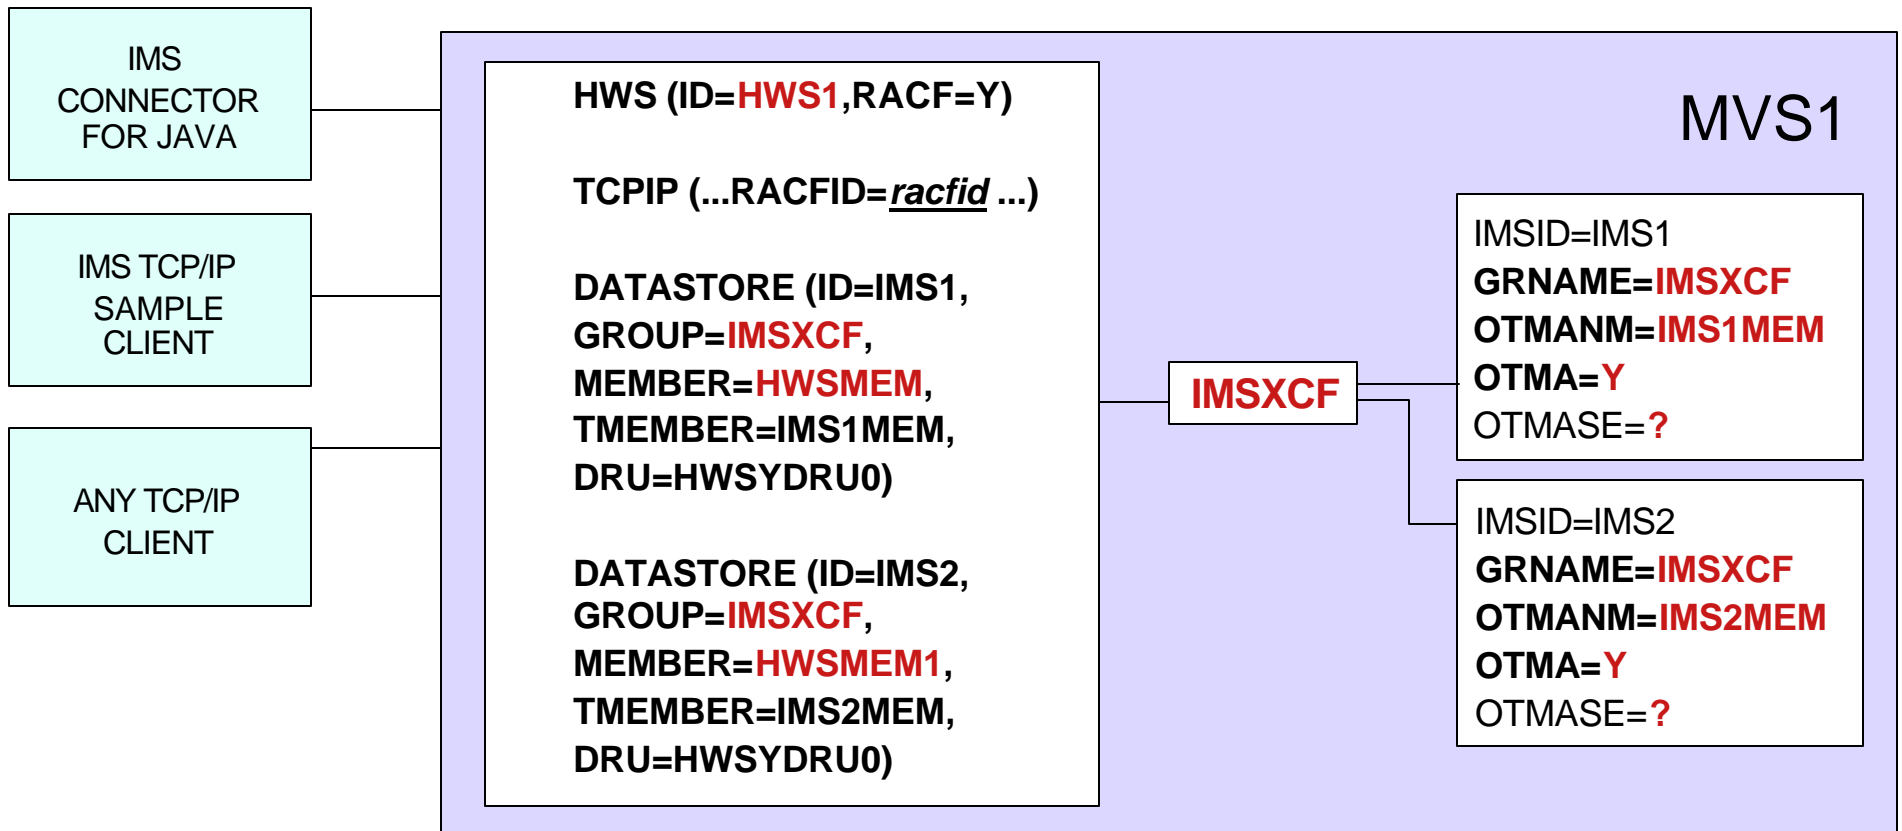 IMS
CONNECTOR
FOR JAVA
IMS TCP/IP
SAMPLE
CLIENT
ANY TCP/IP
CLIENT
HWS (ID=HWS1,RACF=Y)
TCPIP (...RACFID=racfid ...)
DATASTORE (ID=IMS1,
GROUP=IMSXCF,
MEMBER=HWSMEM,
TMEMBER=IMS1MEM,
DRU=HWSYDRU0)
DATASTORE (ID=IMS2,
GROUP=IMSXCF,
MEMBER=HWSMEM1,
TMEMBER=IMS2MEM,
DRU=HWSYDRU0)
IMSXCF
MVS1
IMSID=IMS1
GRNAME=IMSXCF
OTMANM=IMS1MEM
OTMA=Y
OTMASE=?
IMSID=IMS2
GRNAME=IMSXCF
OTMANM=IMS2MEM
OTMA=Y
OTMASE=?